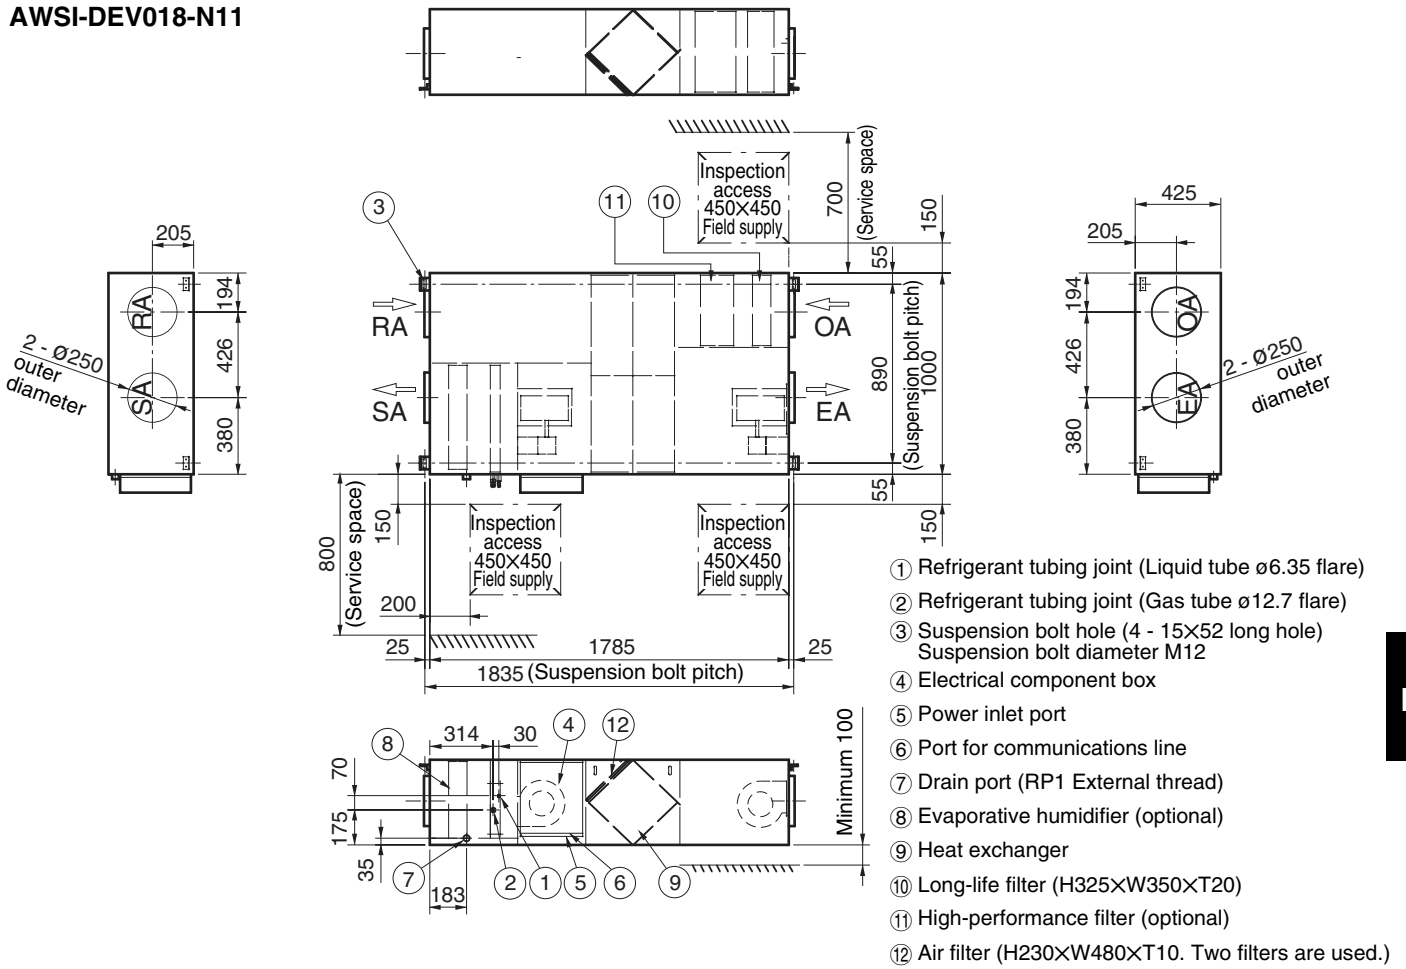 AWSI-DEV018-N11
Inspection
access
450×450
Field supply
700
(Service space)
150
55
3
11
10
205
194
RA
426
2 - Ø250
outer
diameter
SA
380
RA
SA
OA
EA
890
(Suspension bolt pitch)
1000
55
150
425
205
194
OA
426
2 - Ø250
outer
diameter
EA
380
800
(Service space)
150
Inspection
access
450×450
Field supply
Inspection
access
450×450
Field supply
200
25
1785
25
1835 (Suspension bolt pitch)
8
314
30
4
12
70
175
35
183
7
2
1
5
6
9
Minimum 100
① Refrigerant tubing joint (Liquid tube ø6.35 flare)
② Refrigerant tubing joint (Gas tube ø12.7 flare)
③ Suspension bolt hole (4 - 15×52 long hole)
Suspension bolt diameter M12
④ Electrical component box
⑤ Power inlet port
⑥ Port for communications line
⑦ Drain port (RP1 External thread)
⑧ Evaporative humidifier (optional)
⑨ Heat exchanger
⑩ Long-life filter (H325×W350×T20)
⑪ High-performance filter (optional)
⑫ Air filter (H230×W480×T10. Two filters are used.)